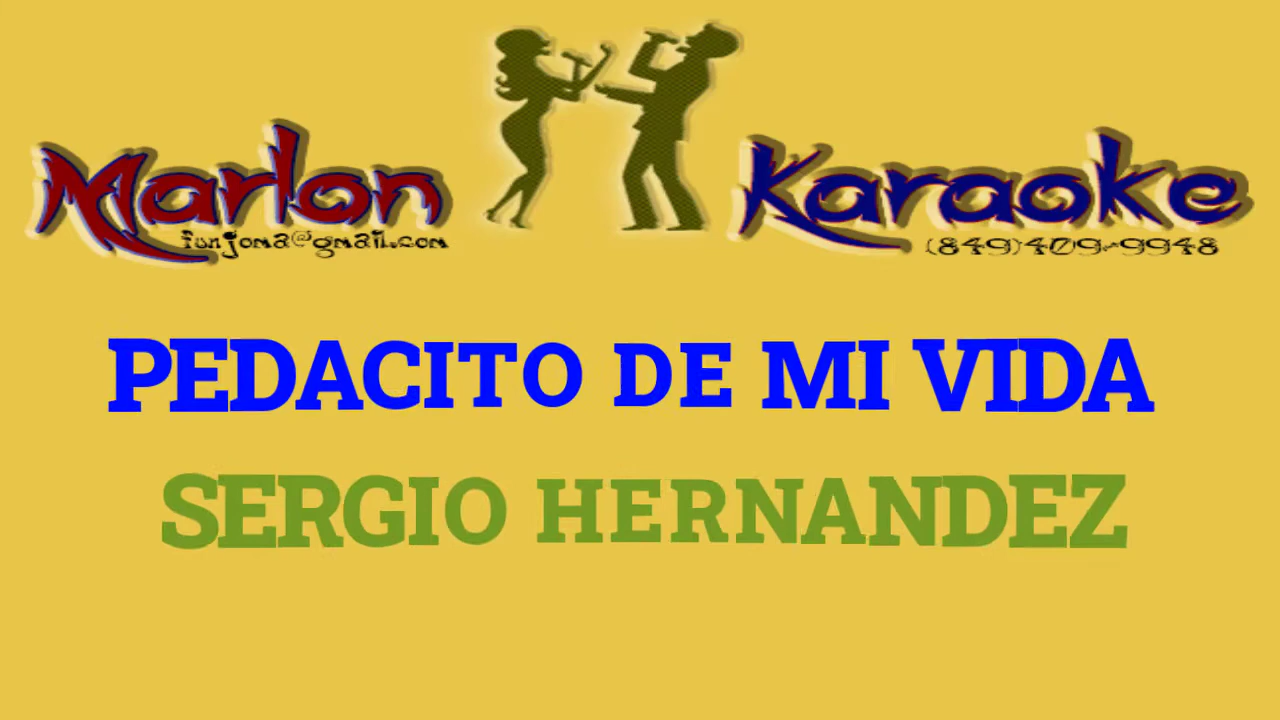 Marlon Karaoke
funjoma@gmail.com (849)409-9948
PEDACITO DE MI VIDA
SERGIO HERNANDEZ